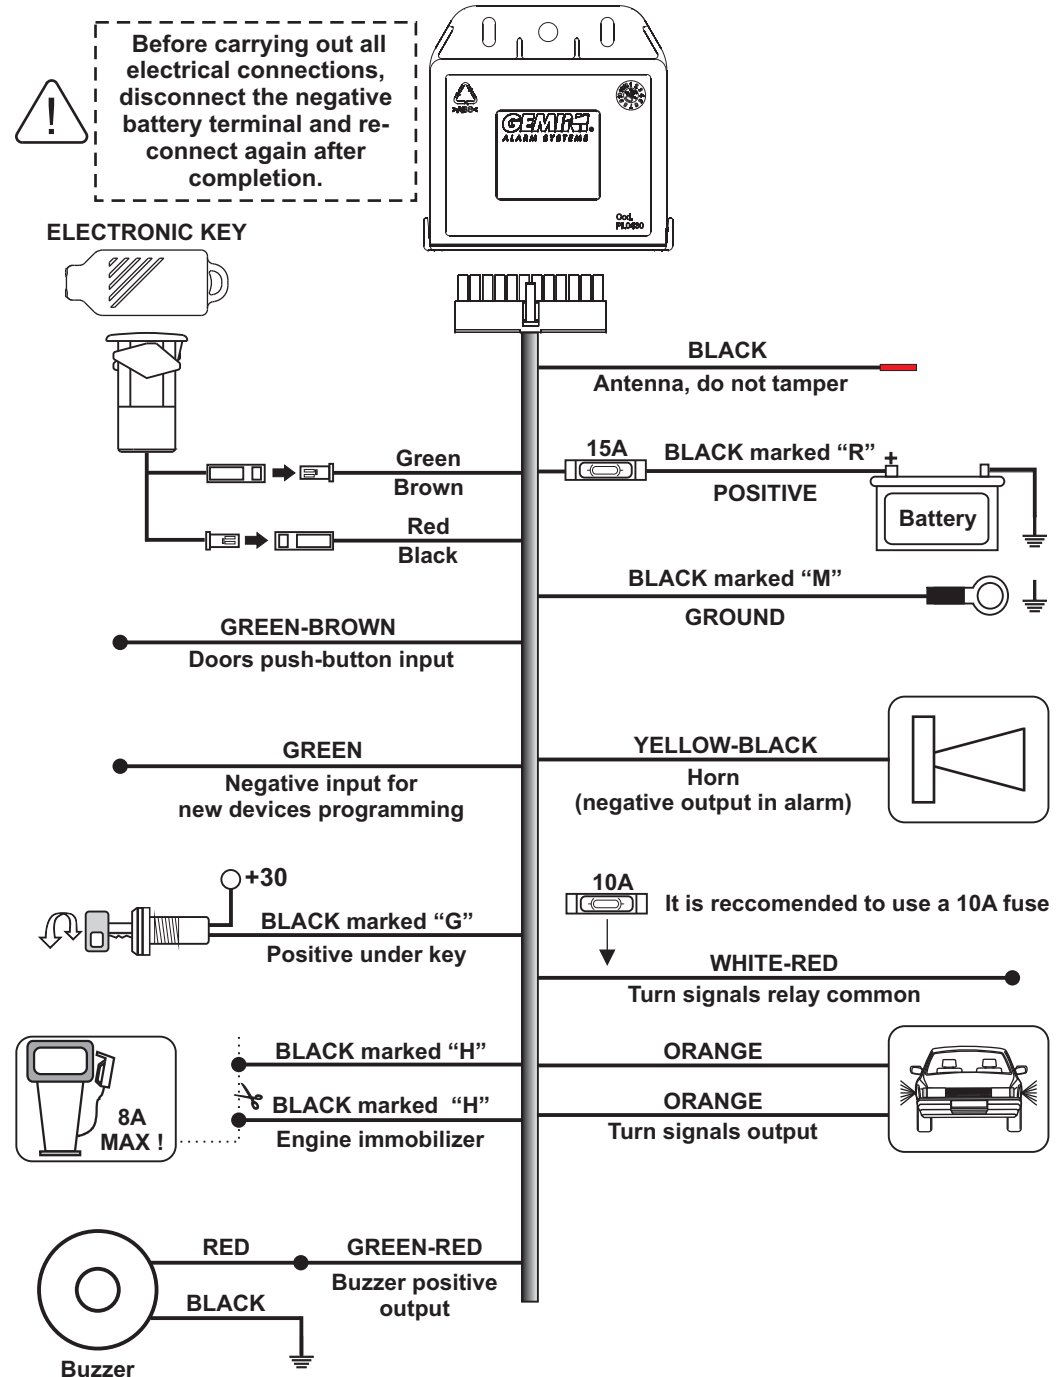 Before carrying out all
electrical connections,
disconnect the negative
battery terminal and re-
connect again after
completion.
!
>ABS<
GEMINI.
ALARM SYSTEMS
Cod.
ELECTRONIC KEY
BLACK
Antenna, do not tamper
Green
Brown
Red
Black
15A
BLACK marked “R”
+
POSITIVE
Battery
BLACK marked “M”
GROUND
GREEN-BROWN
Doors push-button input
GREEN
Negative input for
new devices programming
YELLOW-BLACK
Horn
(negative output in alarm)
+30
BLACK marked “G”
Positive under key
10A
It is reccomended to use a 10A fuse
WHITE-RED
Turn signals relay common
8A
MAX !
BLACK marked “H”
BLACK marked “H”
Engine immobilizer
ORANGE
ORANGE
Turn signals output
RED
GREEN-RED
Buzzer positive
output
BLACK
Buzzer